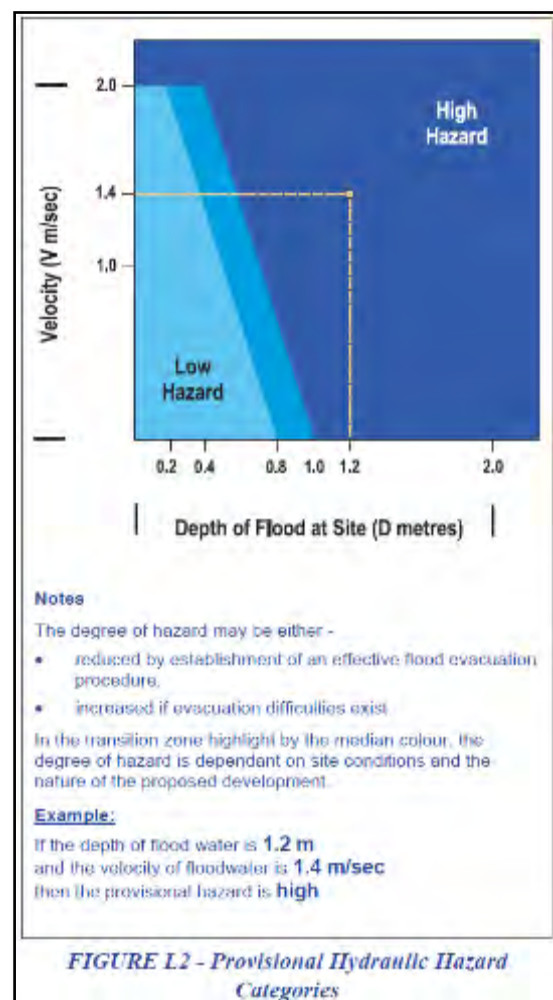 2.0
High
Hazard
1.4
Velocity (V m/sec)
1.0
Low
Hazard
0.2 0.4 0.8 1.0 1.2 2.0
Depth of Flood at Site (D metres)
Notes
The degree of hazard may be either -
• reduced by establishment of an effective flood evacuation
procedure.
• increased if evacuation difficulties exist
In the transition zone highlight by the median colour, the
degree of hazard is dependant on site conditions and the
nature of the proposed development.
Example:
If the depth of flood water is 1.2 m
and the velocity of floodwater is 1.4 m/sec
then the provisional hazard is high
FIGURE L2 - Provisional Hydraulic Hazard
Categories